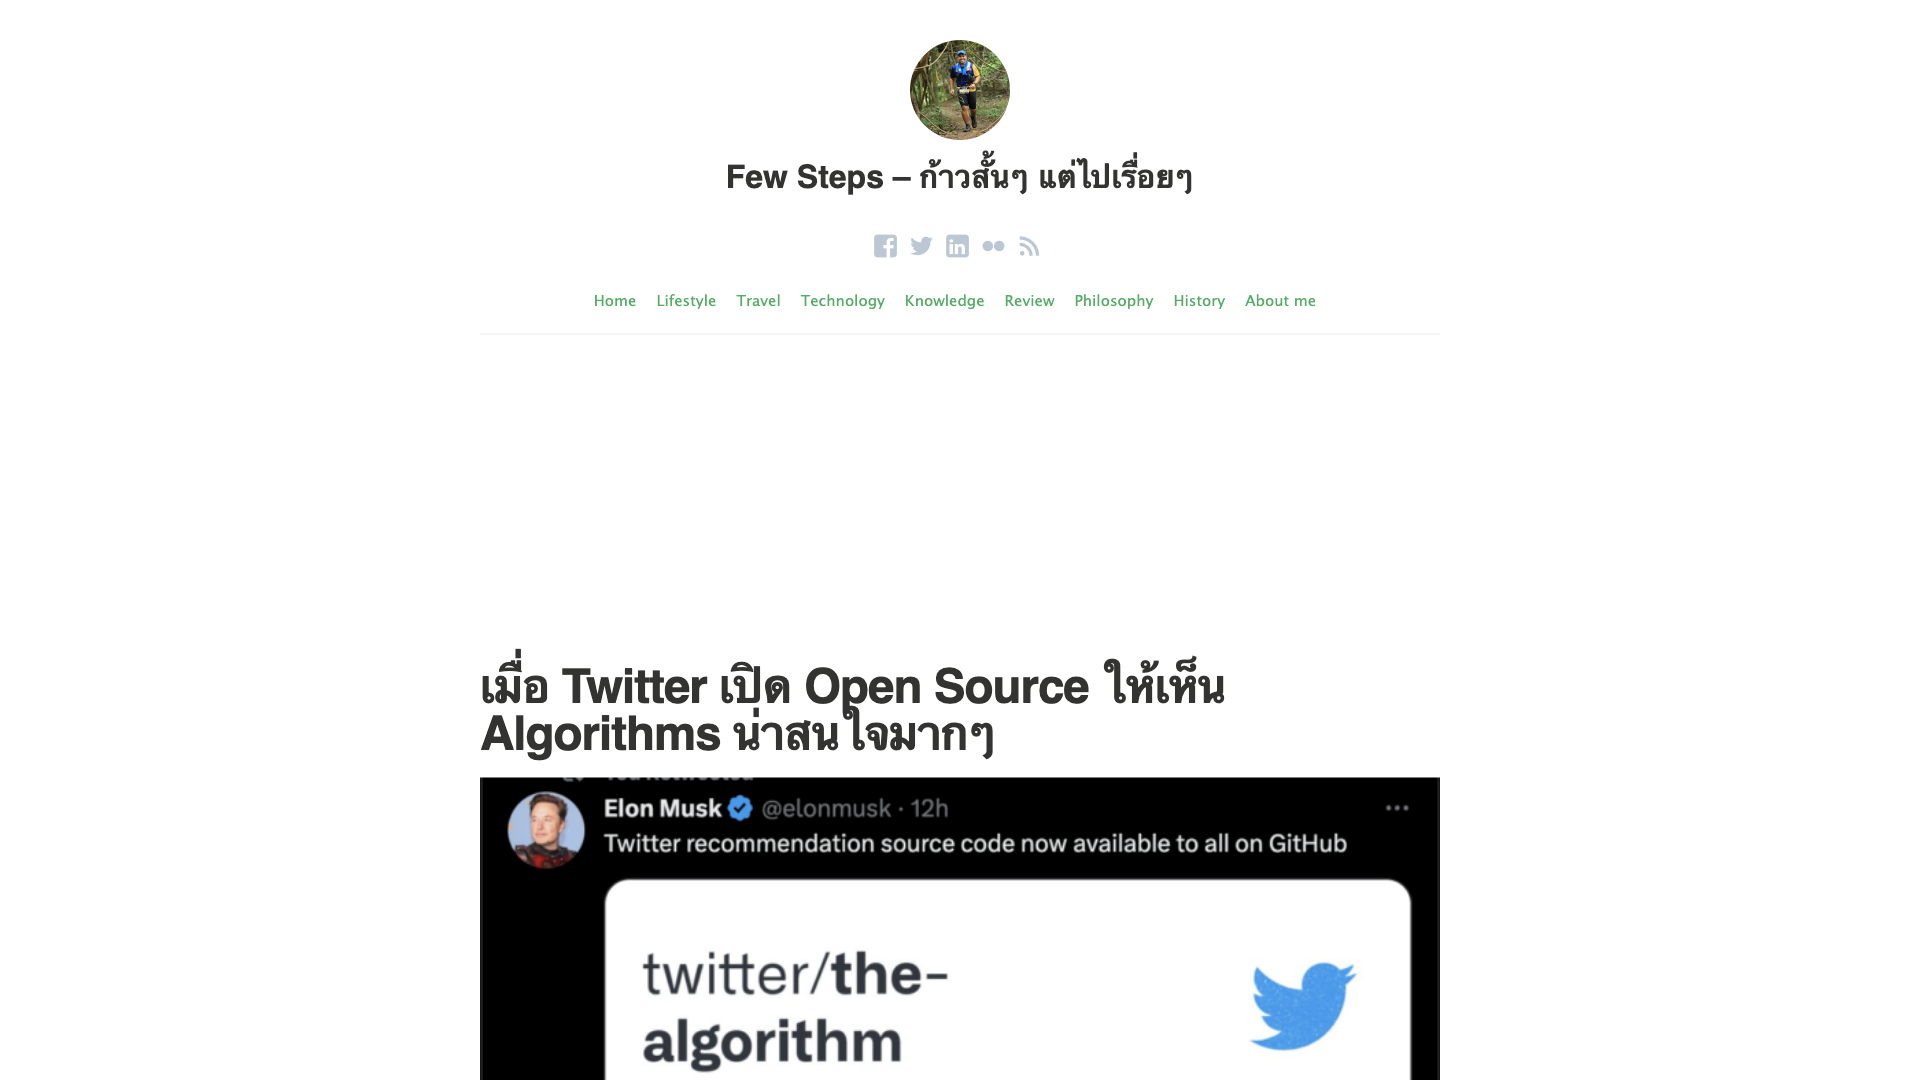 Few Steps – ก้าวสั้นๆ แต่ไปเรื่อยๆ
Home Lifestyle Travel Technology Knowledge Review Philosophy History About me
เมื่อ Twitter เปิด Open Source ให้เห็น
Algorithms น่าสนใจมากๆ
Elon Musk @elonmusk · 12h
Twitter recommendation source code now available to all on GitHub
twitter/the-
algorithm